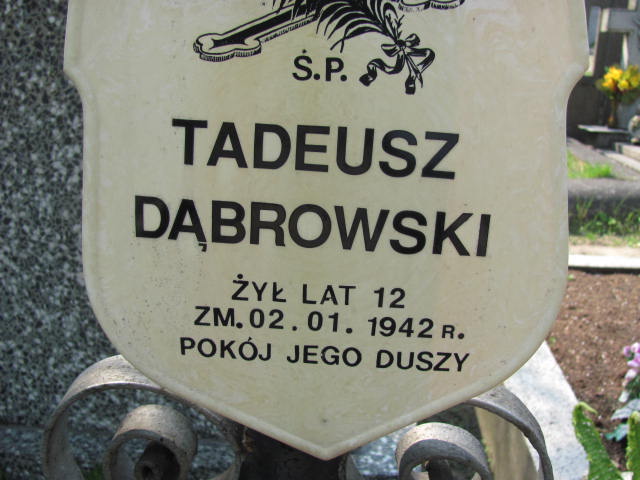 Ś.P.
TADEUSZ
DĄBROWSKI
ŻYŁ LAT 12
ZM. 02.01.1942 R.
POKÓJ JEGO DUSZY